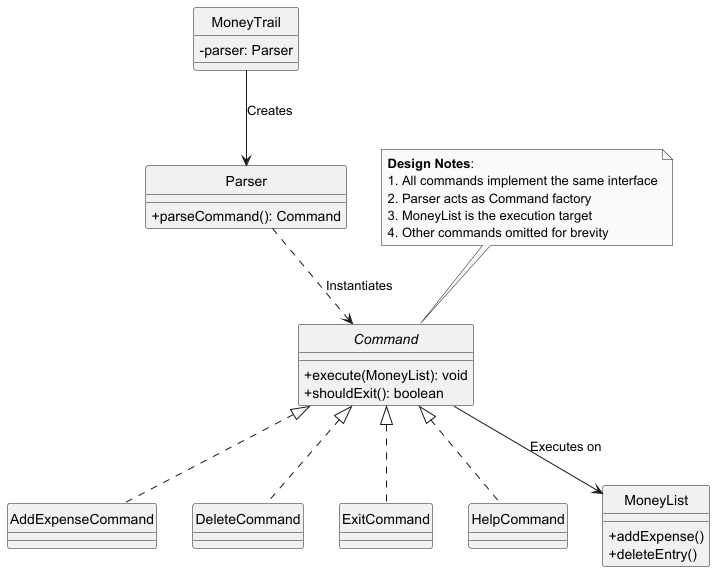 MoneyTrail
-parser: Parser
Creates
Parser
+parseCommand(): Command
Design Notes:
1. All commands implement the same interface
2. Parser acts as Command factory
3. MoneyList is the execution target
4. Other commands omitted for brevity
Instantiates
Command
+execute(MoneyList): void
+shouldExit(): boolean
Executes on
AddExpenseCommand
DeleteCommand
ExitCommand
HelpCommand
MoneyList
+addExpense()
+deleteEntry()